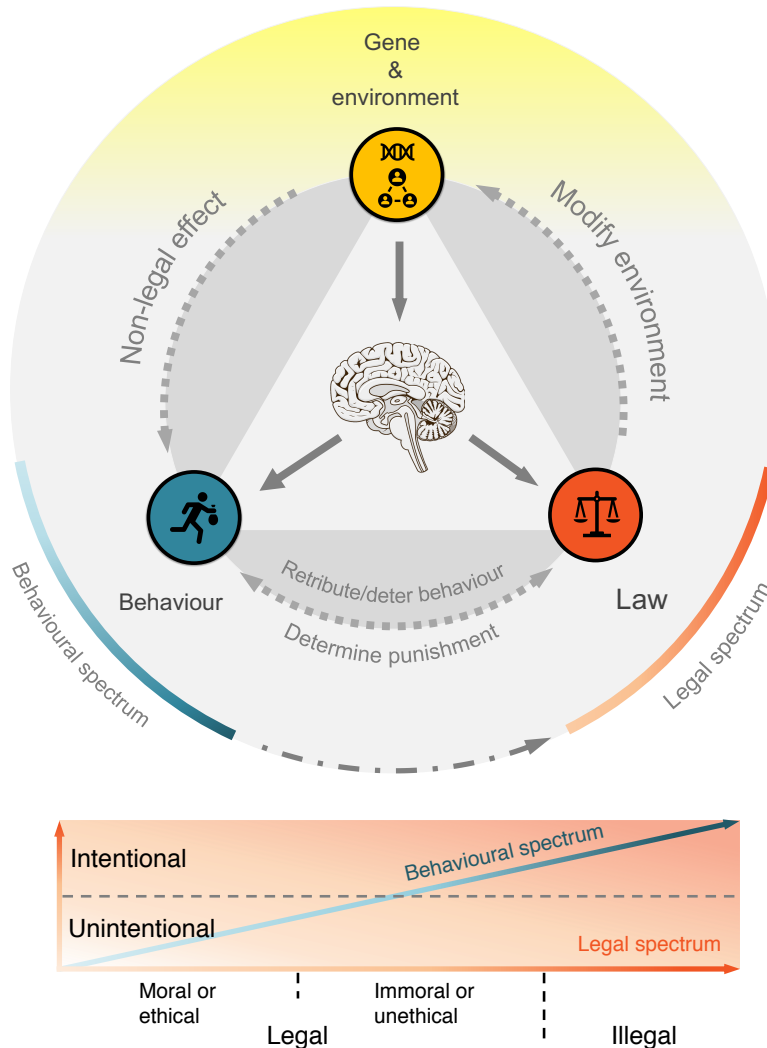 Gene
&
environment
Non-legal effect
Modify environment
Behaviour
Retribute/deter behaviour
Determine punishment
Law
Behavioural spectrum
Legal spectrum
Intentional
Behavioural spectrum
Unintentional
Legal spectrum
Moral or
ethical
Immoral or
unethical
Legal
Illegal